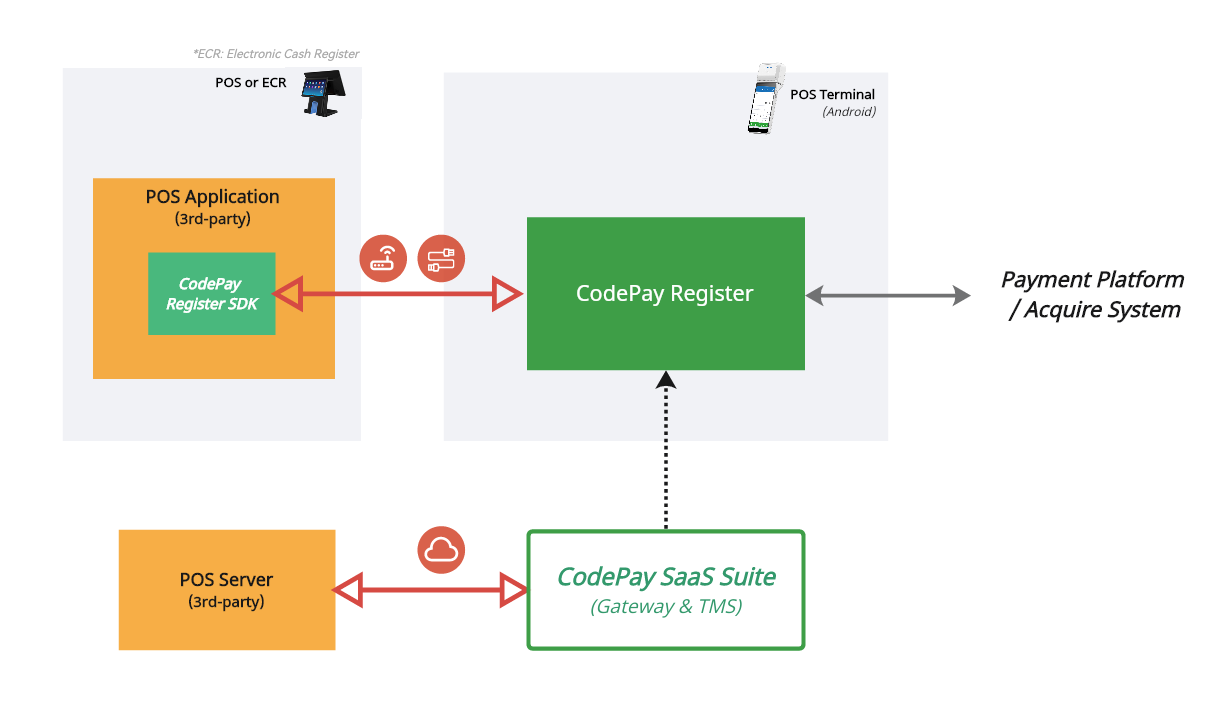 *ECR: Electronic Cash Register
POS or ECR
POS Terminal
(Android)
POS Application
(3rd-party)
CodePay
Register SDK
CodePay Register
Payment Platform
/ Acquire System
POS Server
(3rd-party)
CodePay SaaS Suite
(Gateway & TMS)